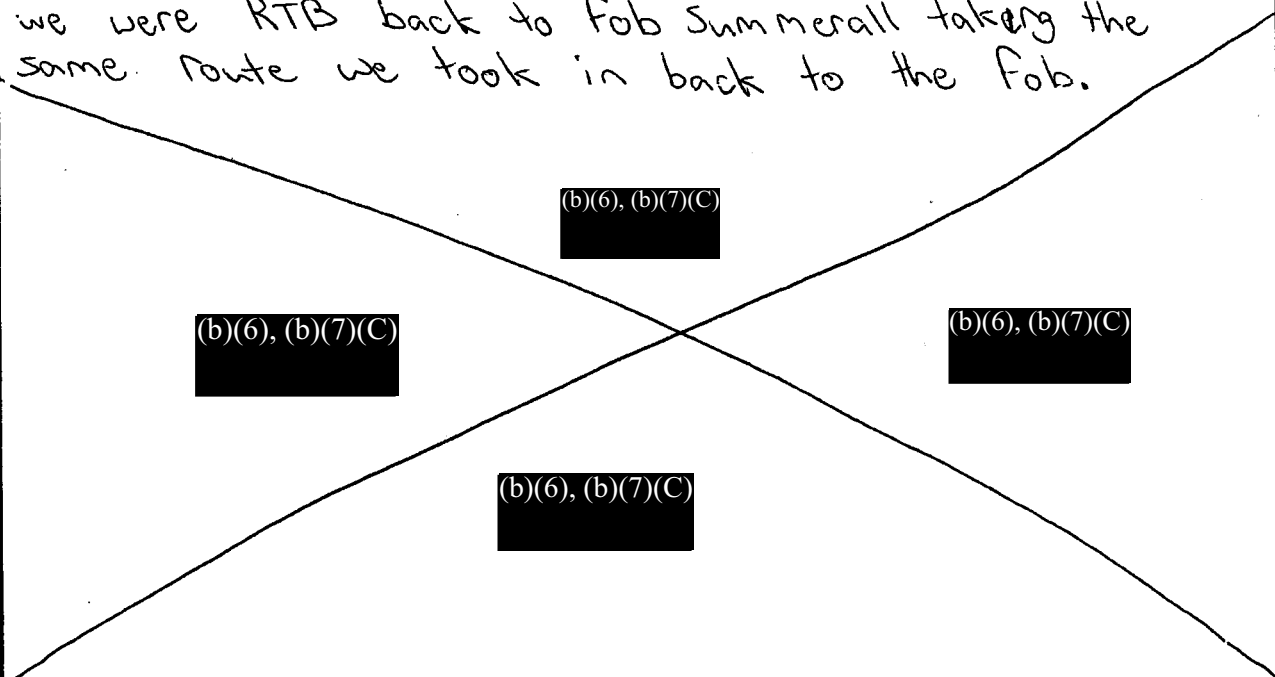 we were RTB back to Fob Summerall taking the
same route we took in back to the fob.
(b)(6), (b)(7)(C)
(b)(6), (b)(7)(C)
(b)(6), (b)(7)(C)
(b)(6), (b)(7)(C)